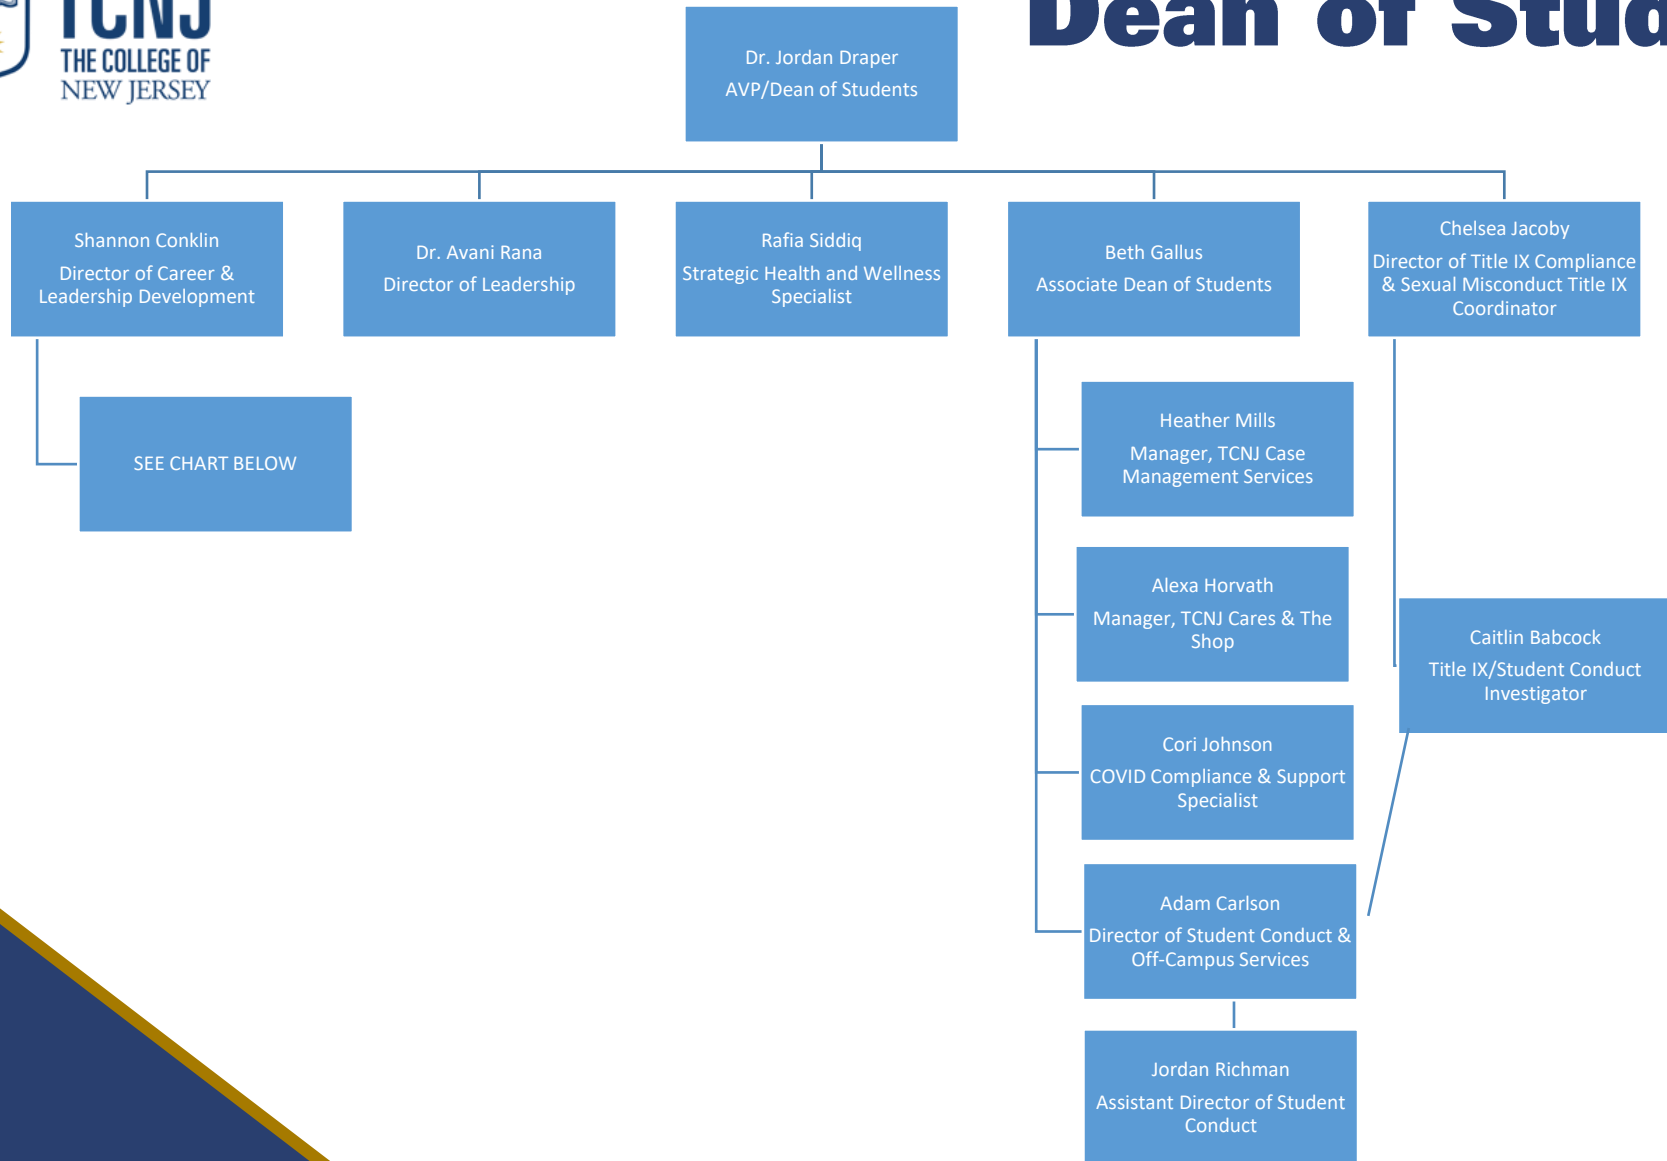 TCNJ
THE COLLEGE OF
NEW JERSEY
Dean of Stud
Dr. Jordan Draper
AVP/Dean of Students
Shannon Conklin
Director of Career &
Leadership Development
Dr. Avani Rana
Director of Leadership
Rafia Siddiq
Strategic Health and Wellness
Specialist
Beth Gallus
Associate Dean of Students
Chelsea Jacoby
Director of Title IX Compliance
& Sexual Misconduct Title IX
Coordinator
SEE CHART BELOW
Heather Mills
Manager, TCNJ Case
Management Services
Alexa Horvath
Manager, TCNJ Cares & The
Shop
Caitlin Babcock
Title IX/Student Conduct
Investigator
Cori Johnson
COVID Compliance & Support
Specialist
Adam Carlson
Director of Student Conduct &
Off-Campus Services
Jordan Richman
Assistant Director of Student
Conduct